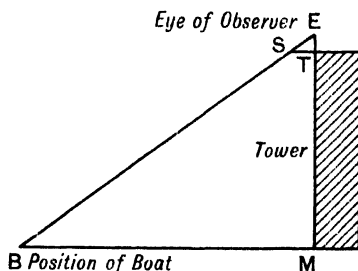 Eye of Observer E
S
T
Tower
B Position of Boat M